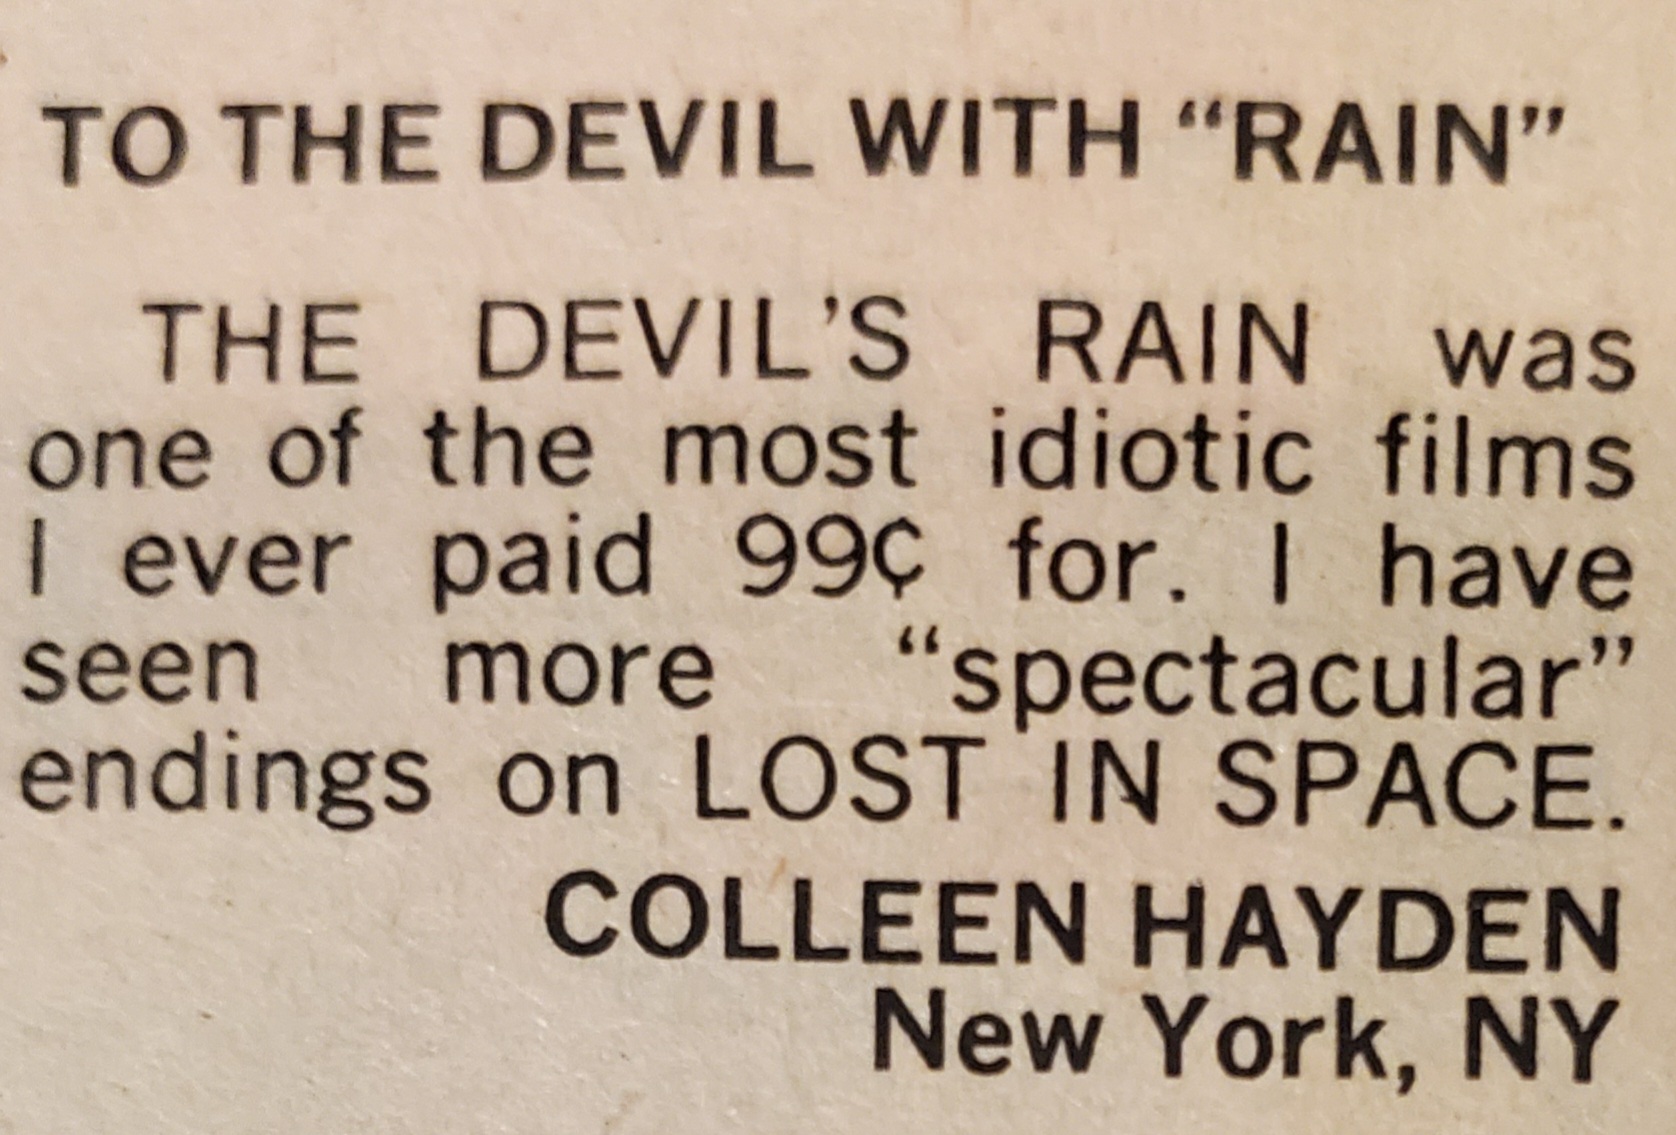 TO THE DEVIL WITH “RAIN”
THE DEVIL’S RAIN was
one of the most idiotic films
I ever paid 99¢ for. I have
seen more “spectacular”
endings on LOST IN SPACE.
COLLEEN HAYDEN
New York, NY